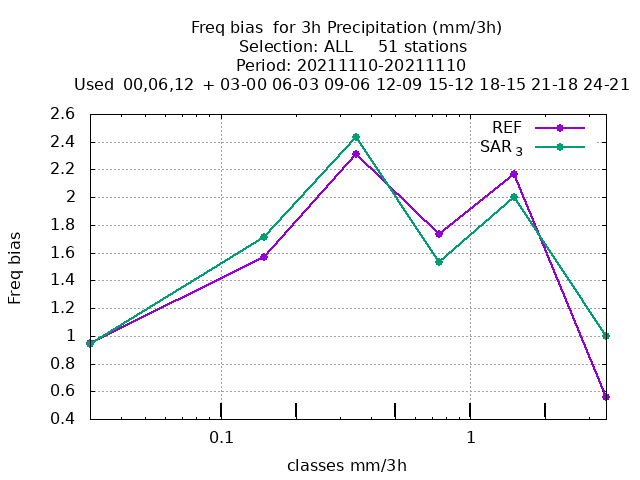 Freq bias  for 3h Precipitation (mm/3h)
Selection: ALL     51 stations
Period: 20211110-20211110
Used  00,06,12  + 03-00 06-03 09-06 12-09 15-12 18-15 21-18 24-21
2.6
2.4
2.2
2
1.8
1.6
1.4
1.2
1
0.8
0.6
0.4
Freq bias
REF
SAR3
0.1 1
classes mm/3h